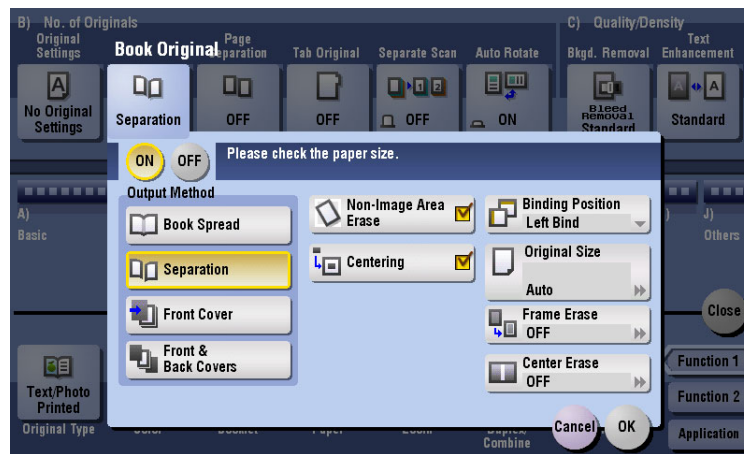 B) No. of Originals
C) Quality/Density
Original
Settings
Book Original
Page
Separation
Tab Original
Separate Scan
Auto Rotate
Bkgd. Removal
Text
Enhancement
No Original
Settings
Separation
OFF
OFF
OFF
ON
Bleed
Removal
Standard
Standard
ON
OFF
Please check the paper size.
Output Method
Book Spread
Separation
Front Cover
Front &
Back Covers
Non-Image Area
Erase
Centering
Binding Position
Left Bind
Original Size
Auto
Frame Erase
OFF
Center Erase
OFF
A)
Basic
J)
Others
Close
Text/Photo
Printed
Original Type
Function 1
Function 2
Application
Duplex/
Combine
Cancel
OK